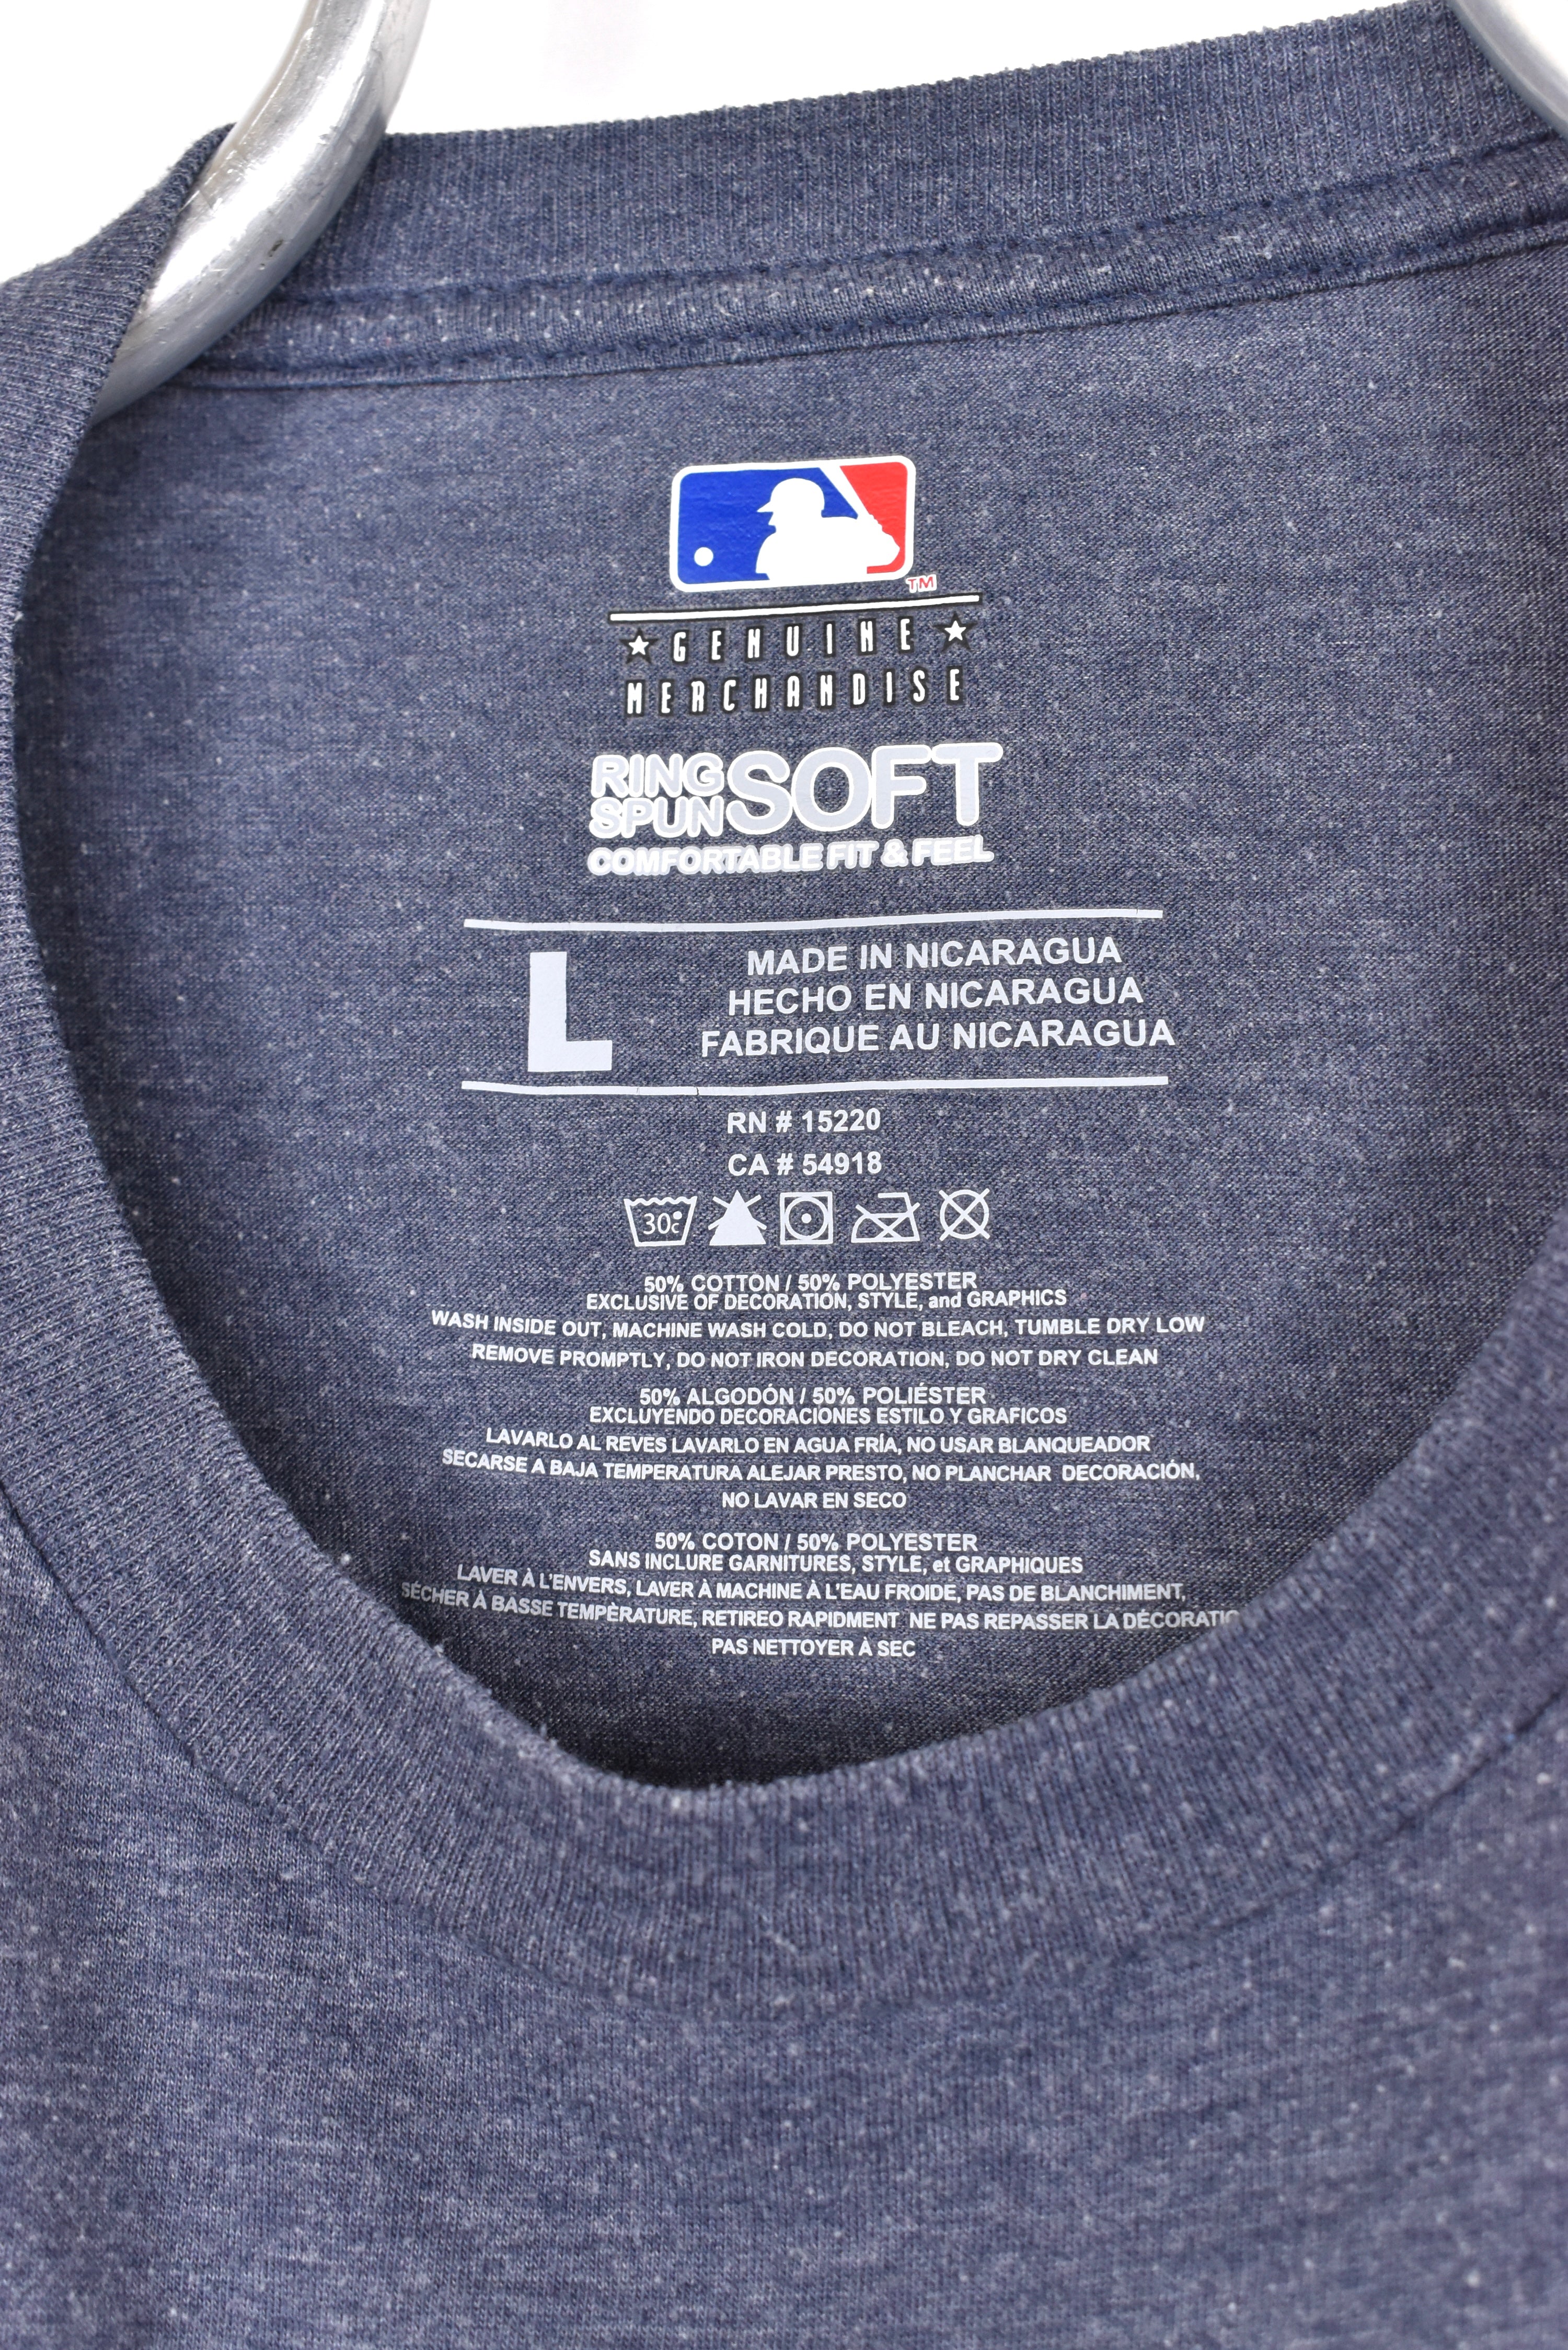 TM
★ GENUINE ★
MERCHANDISE
RING SPUN SOFT
COMFORTABLE FIT & FEEL
L
MADE IN NICARAGUA
HECHO EN NICARAGUA
FABRIQUE AU NICARAGUA
RN # 15220
CA # 54918
30c
50% COTTON / 50% POLYESTER
EXCLUSIVE OF DECORATION, STYLE, and GRAPHICS
WASH INSIDE OUT, MACHINE WASH COLD, DO NOT BLEACH, TUMBLE DRY LOW
REMOVE PROMPTLY, DO NOT IRON DECORATION, DO NOT DRY CLEAN
50% ALGODÓN / 50% POLIÉSTER
EXCLUYENDO DECORACIONES ESTILO Y GRAFICOS
LAVARLO AL REVES LAVARLO EN AGUA FRÍA, NO USAR BLANQUEADOR
SECARSE A BAJA TEMPERATURA ALEJAR PRESTO, NO PLANCHAR DECORACIÓN,
NO LAVAR EN SECO
50% COTON / 50% POLYESTER
SANS INCLURE GARNITURES, STYLE, et GRAPHIQUES
LAVER À L'ENVERS, LAVER À MACHINE À L'EAU FROIDE, PAS DE BLANCHIMENT,
SÉCHER À BASSE TEMPÈRATURE, RETIREO RAPIDMENT NE PAS REPASSER LA DÉCORATIO
PAS NETTOYER À SEC